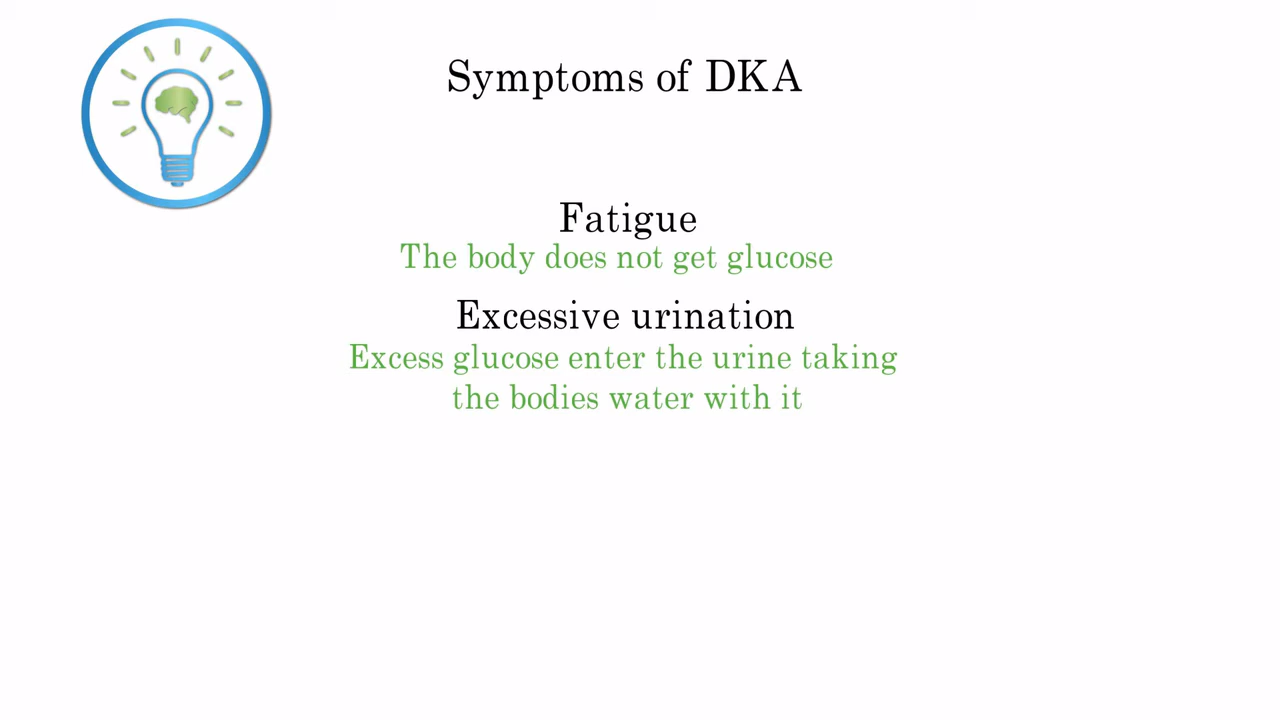 Symptoms of DKA
Fatigue
The body does not get glucose
Excessive urination
Excess glucose enter the urine taking
the bodies water with it